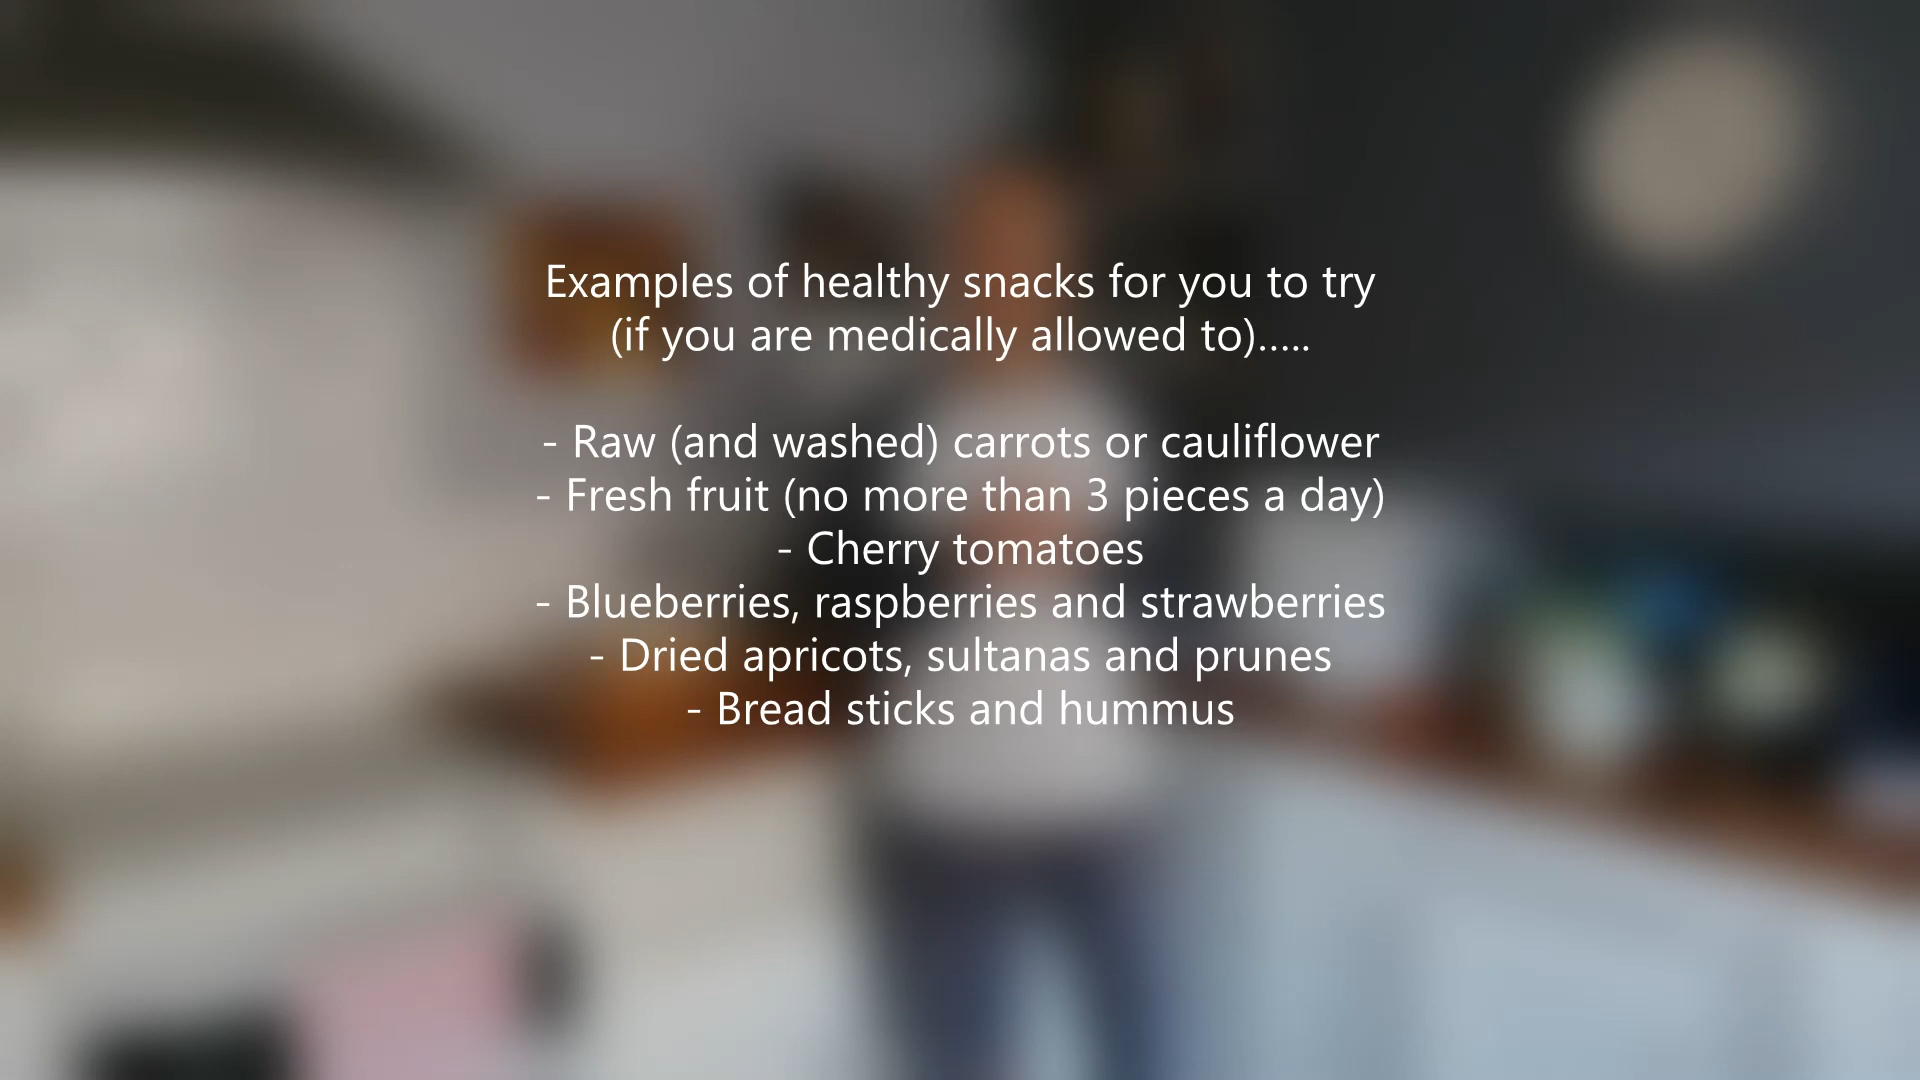 Examples of healthy snacks for you to try
(if you are medically allowed to).....
- Raw (and washed) carrots or cauliflower
- Fresh fruit (no more than 3 pieces a day)
- Cherry tomatoes
- Blueberries, raspberries and strawberries
- Dried apricots, sultanas and prunes
- Bread sticks and hummus